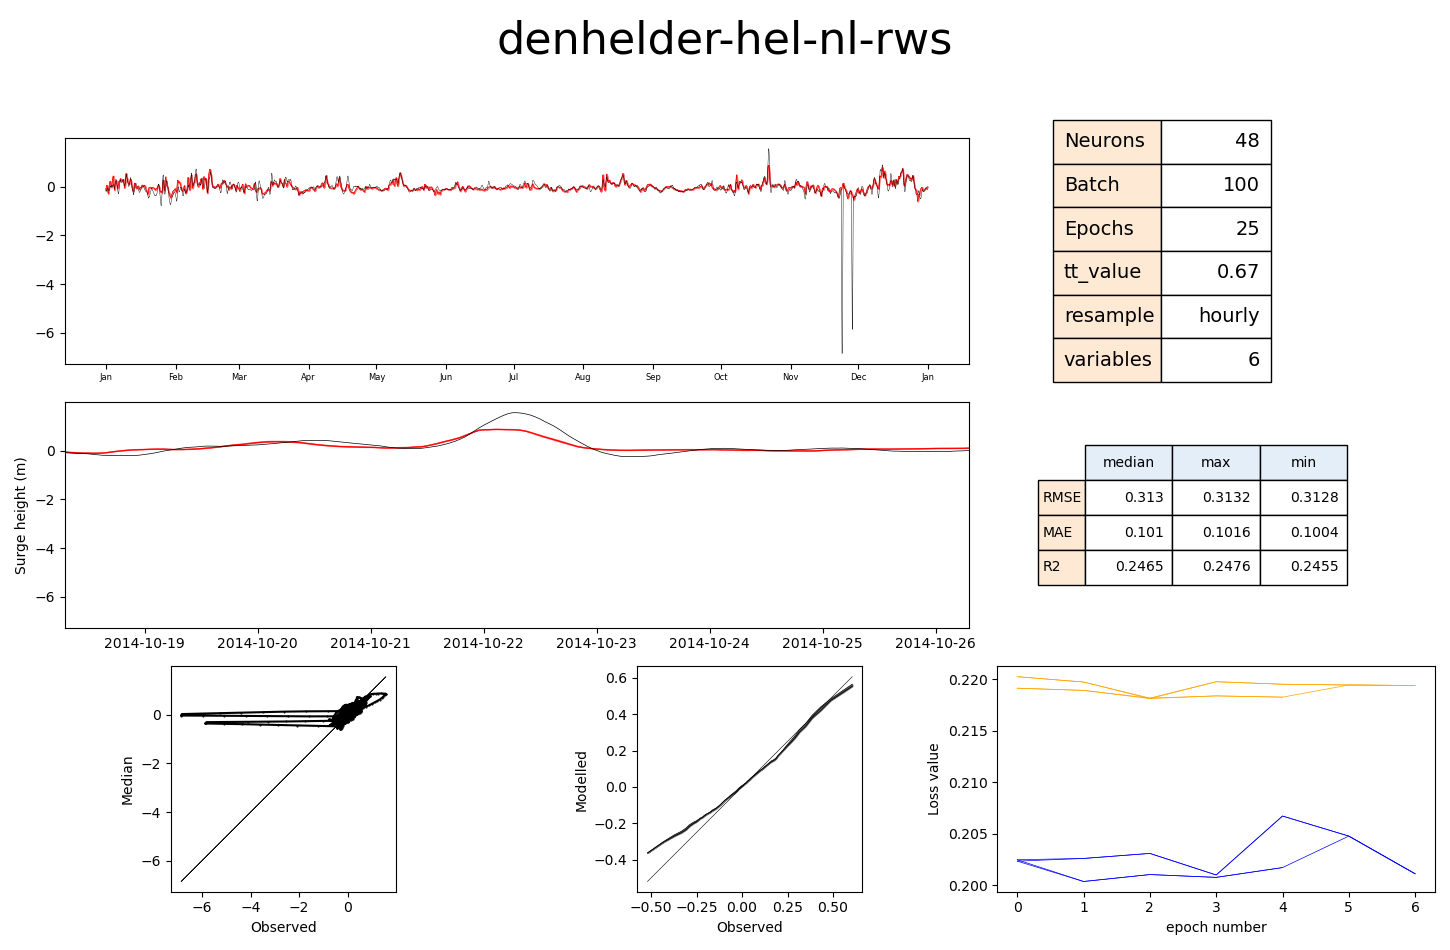 denhelder-hel-nl-rws
0
−2
−4
−6
Jan Feb Mar Apr May Jun Jul Aug Sep Oct Nov Dec Jan
Neurons 48
Batch 100
Epochs 25
tt_value 0.67
resample hourly
variables 6
Surge height (m)
0
−2
−4
−6
2014-10-19 2014-10-20 2014-10-21 2014-10-22 2014-10-23 2014-10-24 2014-10-25 2014-10-26
median max min
RMSE 0.313 0.3132 0.3128
MAE 0.101 0.1016 0.1004
R2 0.2465 0.2476 0.2455
Median
0
−2
−4
−6
−6 −4 −2 0
Observed
Modelled
0.6
0.4
0.2
0.0
−0.2
−0.4
−0.50 −0.25 0.00 0.25 0.50
Observed
Loss value
0.220
0.215
0.210
0.205
0.200
0 1 2 3 4 5 6
epoch number